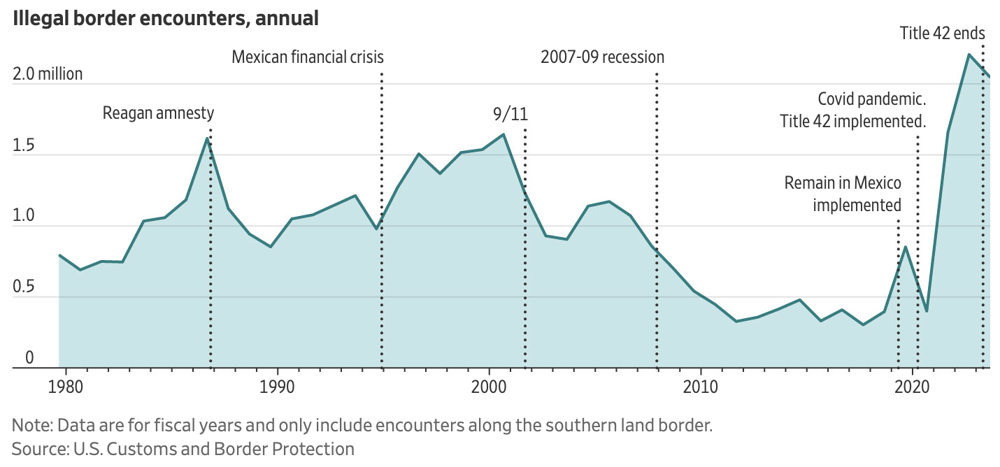 Illegal border encounters, annual
Title 42 ends
Mexican financial crisis
2007-09 recession
2.0 million
Covid pandemic.
Title 42 implemented.
Reagan amnesty
9/11
1.5
Remain in Mexico
implemented
1.0
0.5
0
1980
1990
2000
2010
2020
Note: Data are for fiscal years and only include encounters along the southern land border.
Source: U.S. Customs and Border Protection